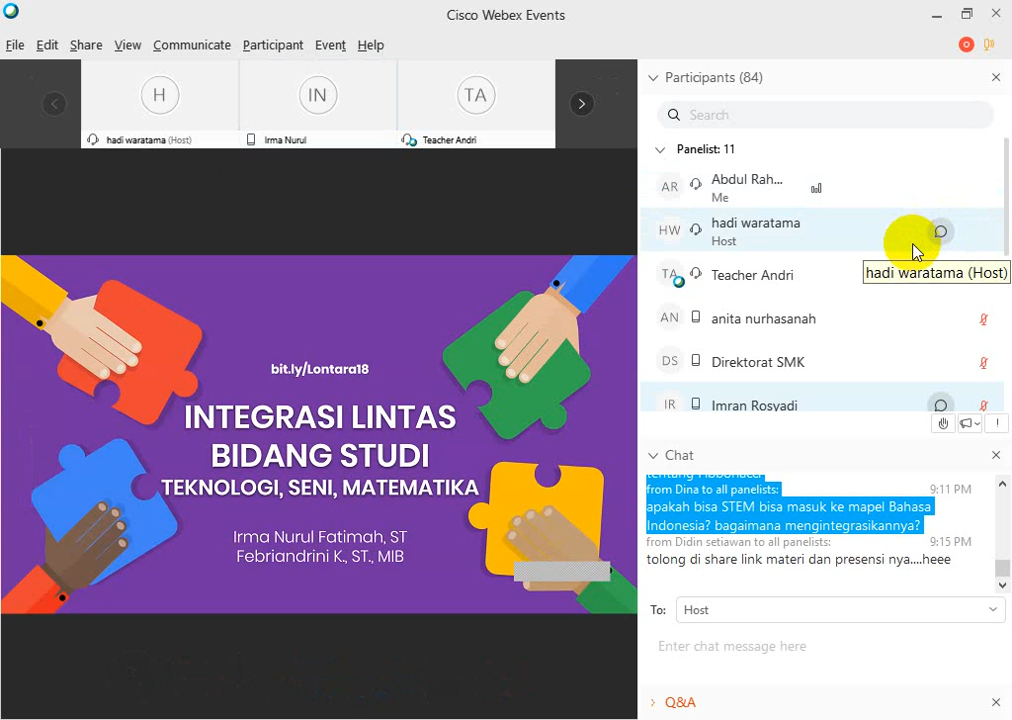 Cisco Webex Events
File Edit Share View Communicate Participant Event Help
H IN TA
hadi waratama (Host) Irma Nurul Teacher Andri
bit.ly/Lontara18
INTEGRASI LINTAS
BIDANG STUDI
TEKNOLOGI, SENI, MATEMATIKA
Irma Nurul Fatimah, ST
Febriandrini K., ST., MIB
Participants (84)
Search
Panelist: 11
AR Abdul Rah...
Me
HW hadi waratama
Host
hadi waratama (Host)
TA Teacher Andri
AN anita nurhasanah
DS Direktorat SMK
IR Imran Rosyadi
Chat
from Dina to all panelists: 9:11 PM
apakah bisa STEM bisa masuk ke mapel Bahasa
Indonesia? bagaimana mengintegrasikannya?
from Didin setiawan to all panelists: 9:15 PM
tolong di share link materi dan presensi nya....heee
To: Host
Enter chat message here
Q&A